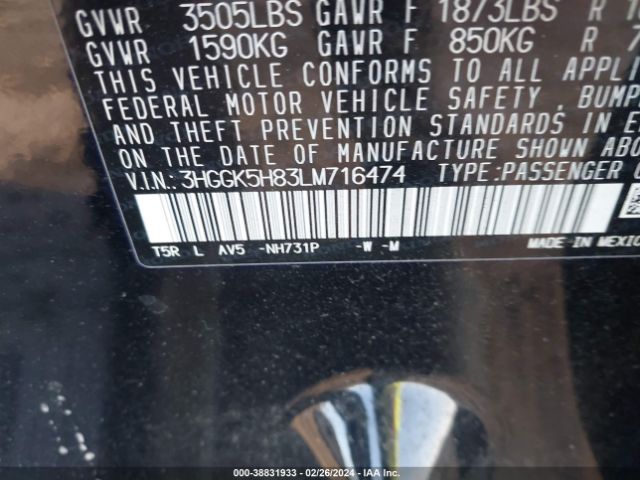 GVWR 3505LBS GAWR F 1873LBS R
GVWR 1590KG GAWR F 850KG R
THIS VEHICLE CONFORMS TO ALL
FEDERAL MOTOR VEHICLE SAFETY, BUMP
AND THEFT PREVENTION STANDARDS IN
ON THE DATE OF MANUFACTURE SHOWN
V.I.N.: 3HGGK5H83LM716474 TYPE:PASSENGER
T5R L AV5 -NH731P -W -M MADE IN MEXICO
000-38831933 - 02/26/2024 - IAA Inc.